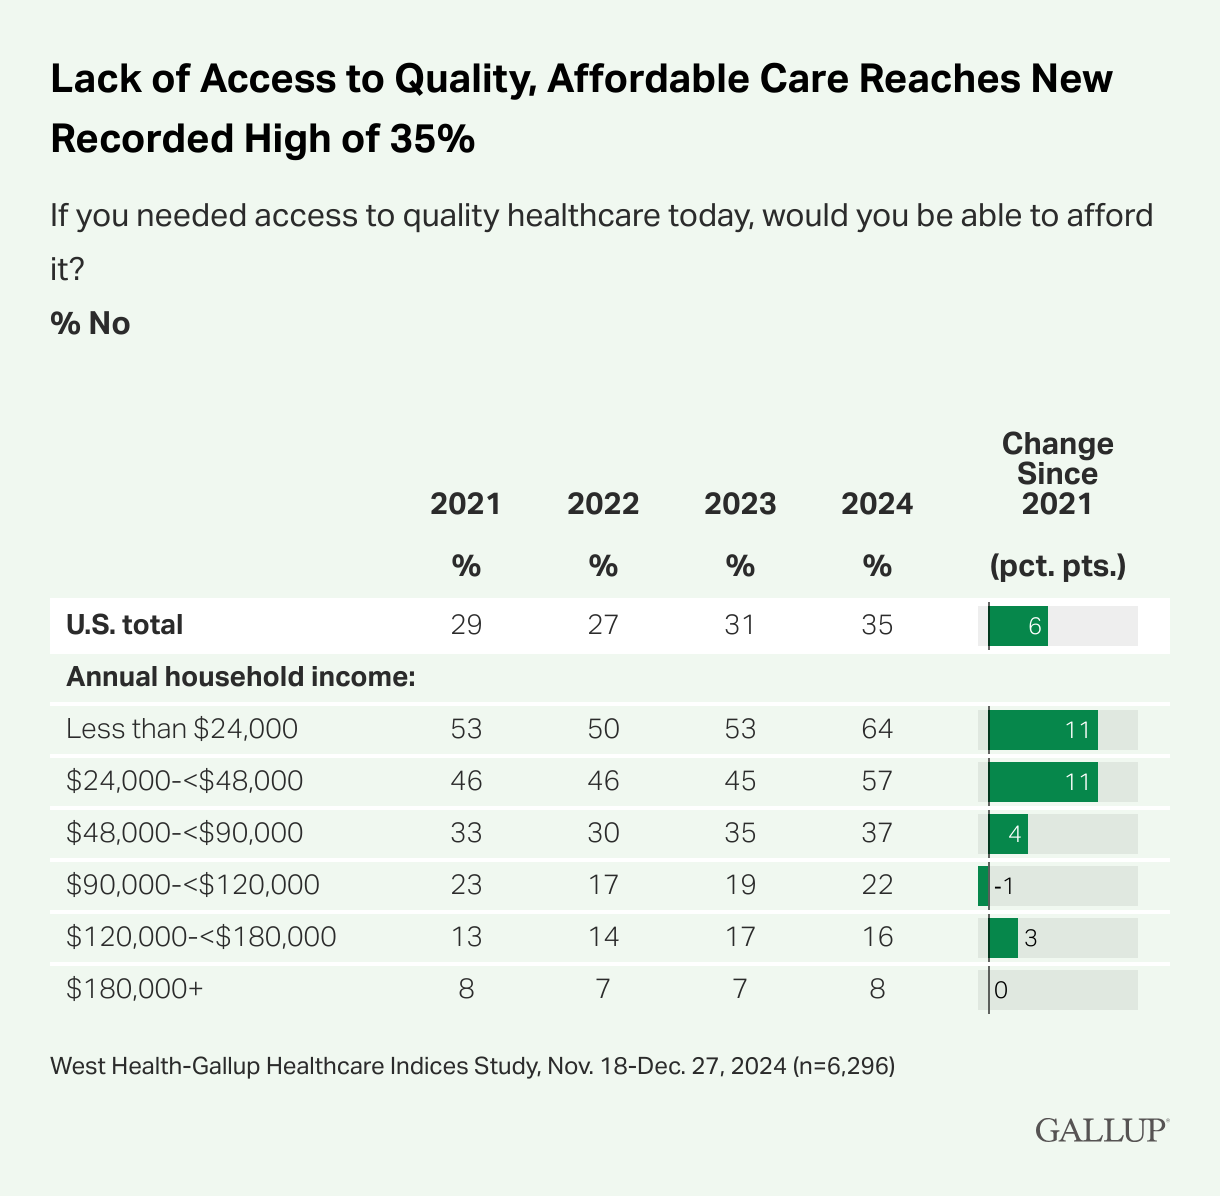 Lack of Access to Quality, Affordable Care Reaches New
Recorded High of 35%
If you needed access to quality healthcare today, would you be able to afford
it?
% No
Change
Since
2021 2022 2023 2024 2021
% % % % (pct. pts.)
U.S. total 29 27 31 35 6
Annual household income:
Less than $24,000 53 50 53 64 11
$24,000-<$48,000 46 46 45 57 11
$48,000-<$90,000 33 30 35 37 4
$90,000-<$120,000 23 17 19 22 -1
$120,000-<$180,000 13 14 17 16 3
$180,000+ 8 7 7 8 0
West Health-Gallup Healthcare Indices Study, Nov. 18-Dec. 27, 2024 (n=6,296)
GALLUP®